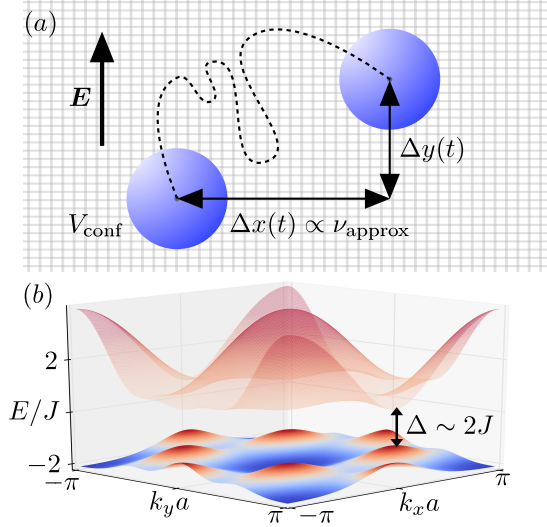 (a)
E
Δy(t)
V_conf
Δx(t) ∝ ν_approx
(b)
2
E/J
Δ ∼ 2J
−2
−π
π
k_y a
k_x a
π
−π